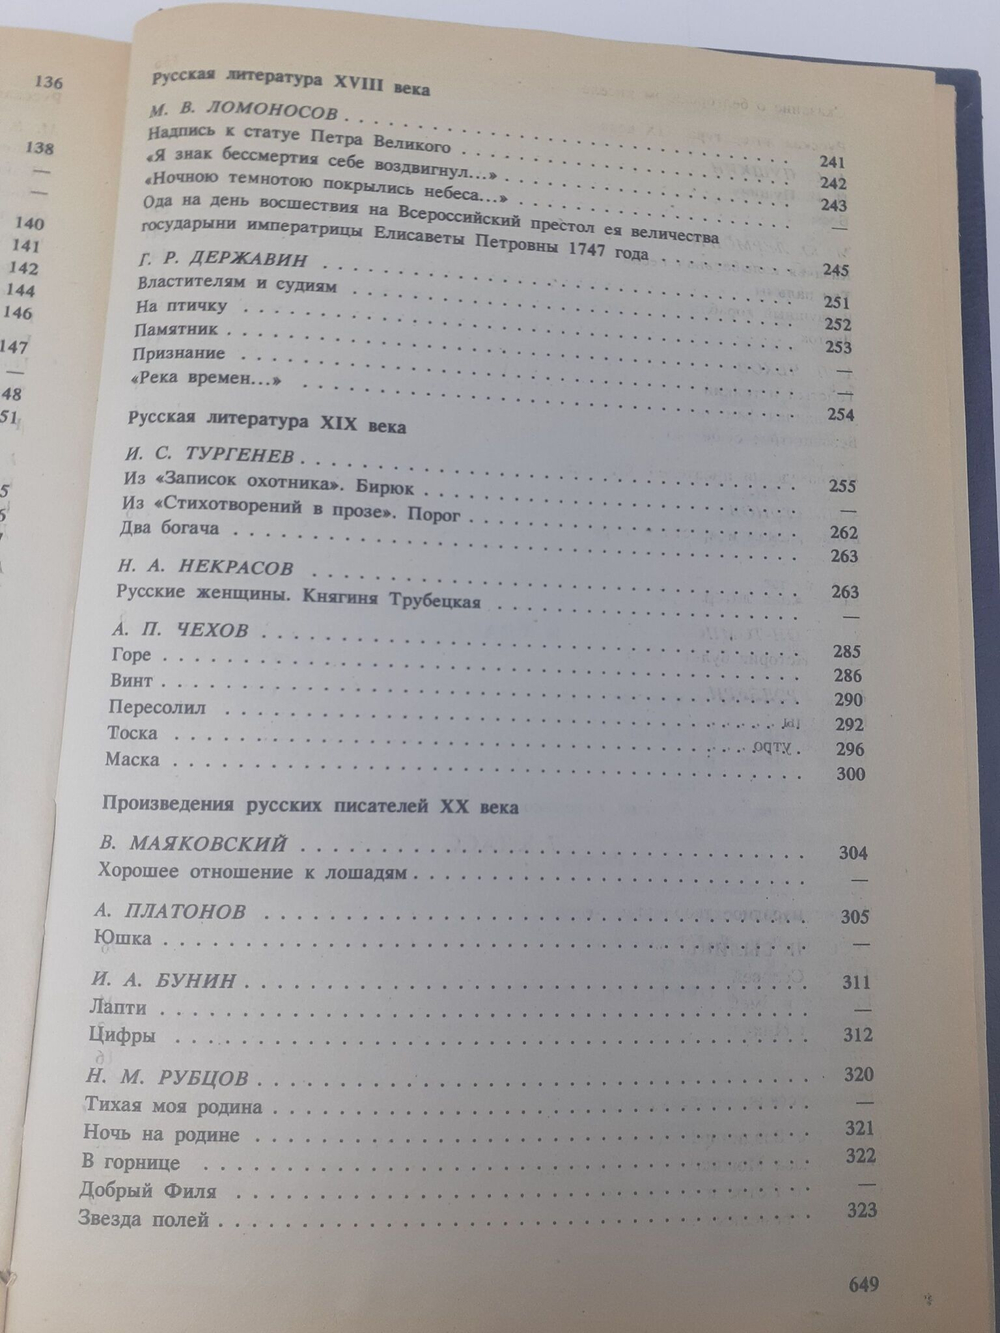 136
138
—
—
140
141
142
144
146
147
—
48
51
5
6
Русская литература XVIII века
М. В. ЛОМОНОСОВ . . . . . . . . . . 241
Надпись к статуе Петра Великого . . . . . . . . . . 242
«Я знак бессмертия себе воздвигнул...» . . . . . . . . . . 243
«Ночною темнотою покрылись небеса...» . . . . . . . . . . —
Ода на день восшествия на Всероссийский престол ея величества
государыни императрицы Елисаветы Петровны 1747 года . . . . . . . 245
Г. Р. ДЕРЖАВИН . . . . . . . . . . 251
Властителям и судиям . . . . . . . . . . 252
На птичку . . . . . . . . . . 253
Памятник . . . . . . . . . . —
Признание . . . . . . . . . . —
«Река времен...» . . . . . . . . . . 254
Русская литература XIX века
И. С. ТУРГЕНЕВ . . . . . . . . . . 255
Из «Записок охотника». Бирюк . . . . . . . . . . —
Из «Стихотворений в прозе». Порог . . . . . . . . . . 262
Два богача . . . . . . . . . . 263
Н. А. НЕКРАСОВ . . . . . . . . . . 263
Русские женщины. Княгиня Трубецкая . . . . . . . . . . —
А. П. ЧЕХОВ . . . . . . . . . . 285
Горе . . . . . . . . . . 286
Винт . . . . . . . . . . 290
Пересолил . . . . . . . . . . 292
Тоска . . . . . . . . . . 296
Маска . . . . . . . . . . 300
Произведения русских писателей XX века
В. МАЯКОВСКИЙ . . . . . . . . . . 304
Хорошее отношение к лошадям . . . . . . . . . . —
А. ПЛАТОНОВ . . . . . . . . . . 305
Юшка . . . . . . . . . . —
И. А. БУНИН . . . . . . . . . . 311
Лапти . . . . . . . . . . —
Цифры . . . . . . . . . . 312
Н. М. РУБЦОВ . . . . . . . . . . 320
Тихая моя родина . . . . . . . . . . —
Ночь на родине . . . . . . . . . . 321
В горнице . . . . . . . . . . 322
Добрый Филя . . . . . . . . . . —
Звезда полей . . . . . . . . . . 323
649